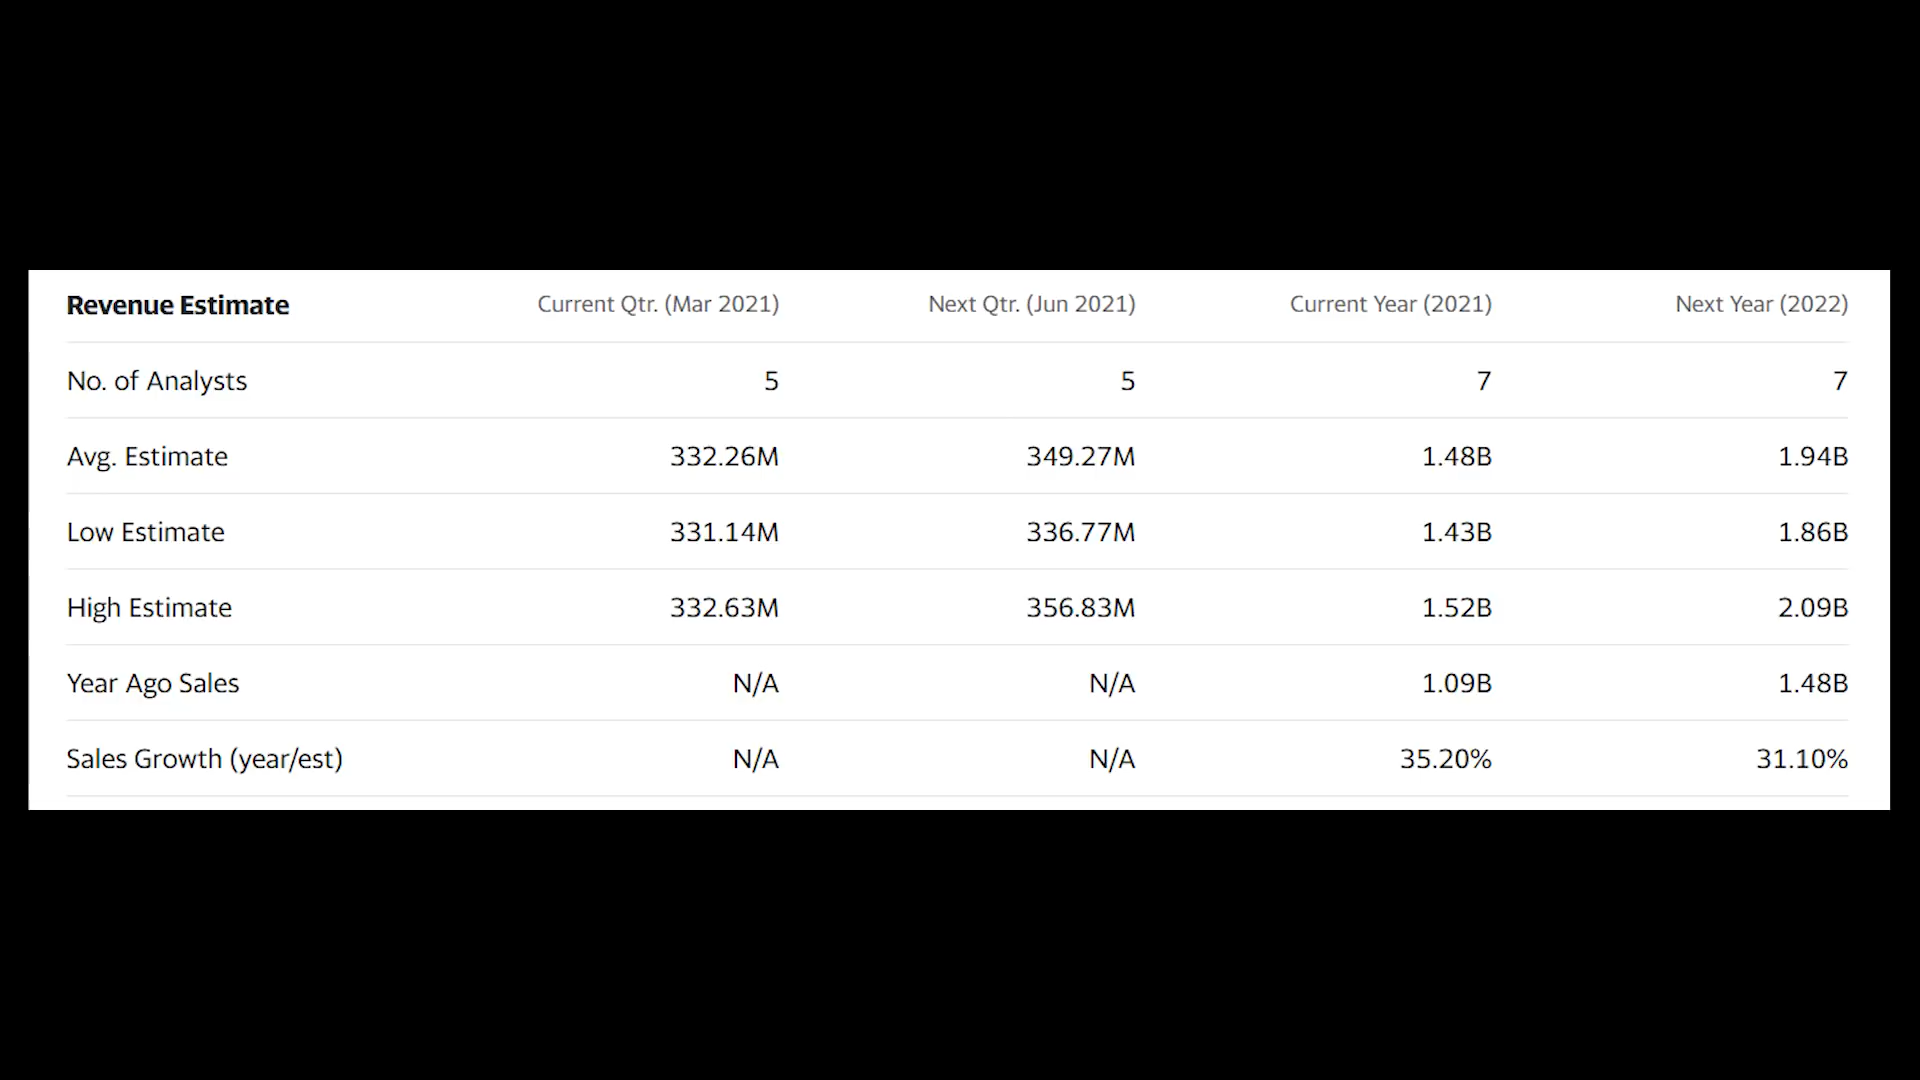 Revenue Estimate Current Qtr. (Mar 2021) Next Qtr. (Jun 2021) Current Year (2021) Next Year (2022)
No. of Analysts 5 5 7 7
Avg. Estimate 332.26M 349.27M 1.48B 1.94B
Low Estimate 331.14M 336.77M 1.43B 1.86B
High Estimate 332.63M 356.83M 1.52B 2.09B
Year Ago Sales N/A N/A 1.09B 1.48B
Sales Growth (year/est) N/A N/A 35.20% 31.10%